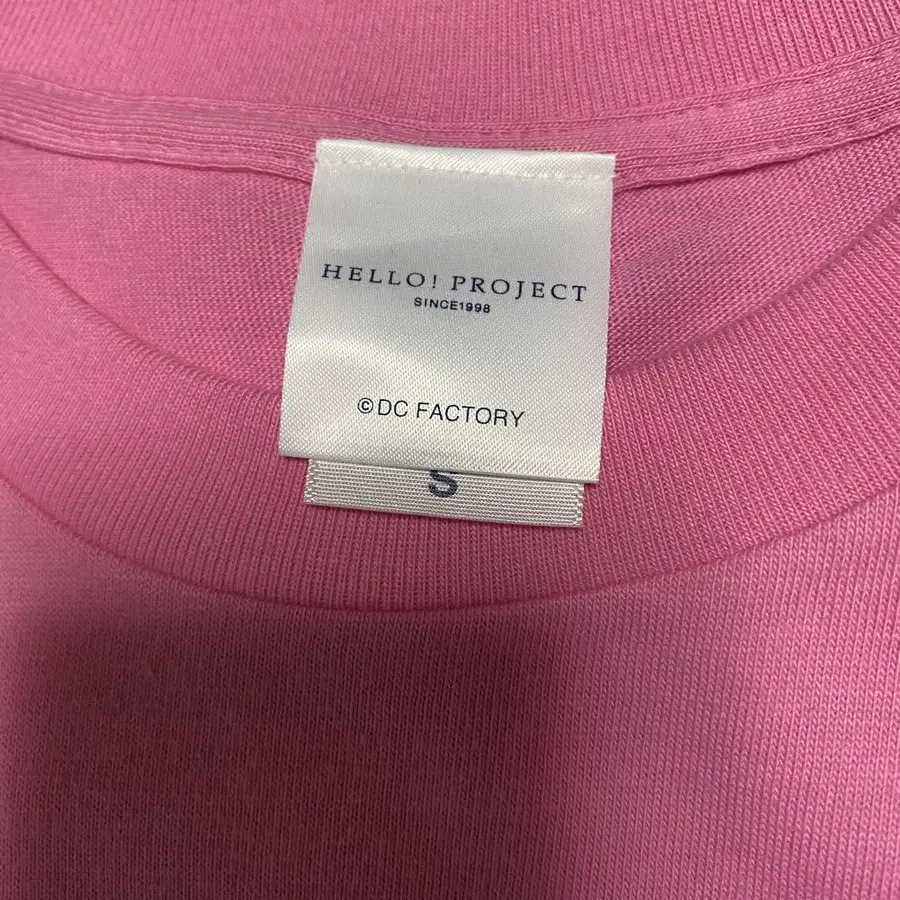 HELLO! PROJECT
SINCE1998
©DC FACTORY
S